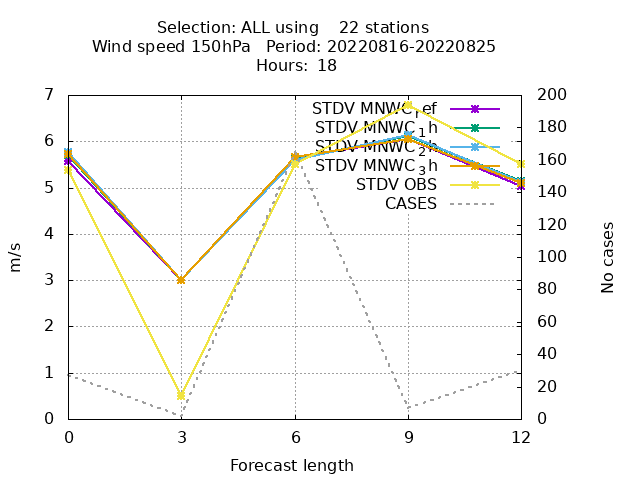 Selection: ALL using 22 stations
Wind speed 150hPa Period: 20220816-20220825
Hours: 18
7
6
5
4
3
2
1
0
200
180
160
140
120
100
80
60
40
20
0
m/s
No cases
STDV MNWC_ref
STDV MNWC_1h
STDV MNWC_2h
STDV MNWC_3h
STDV OBS
CASES
0 3 6 9 12
Forecast length